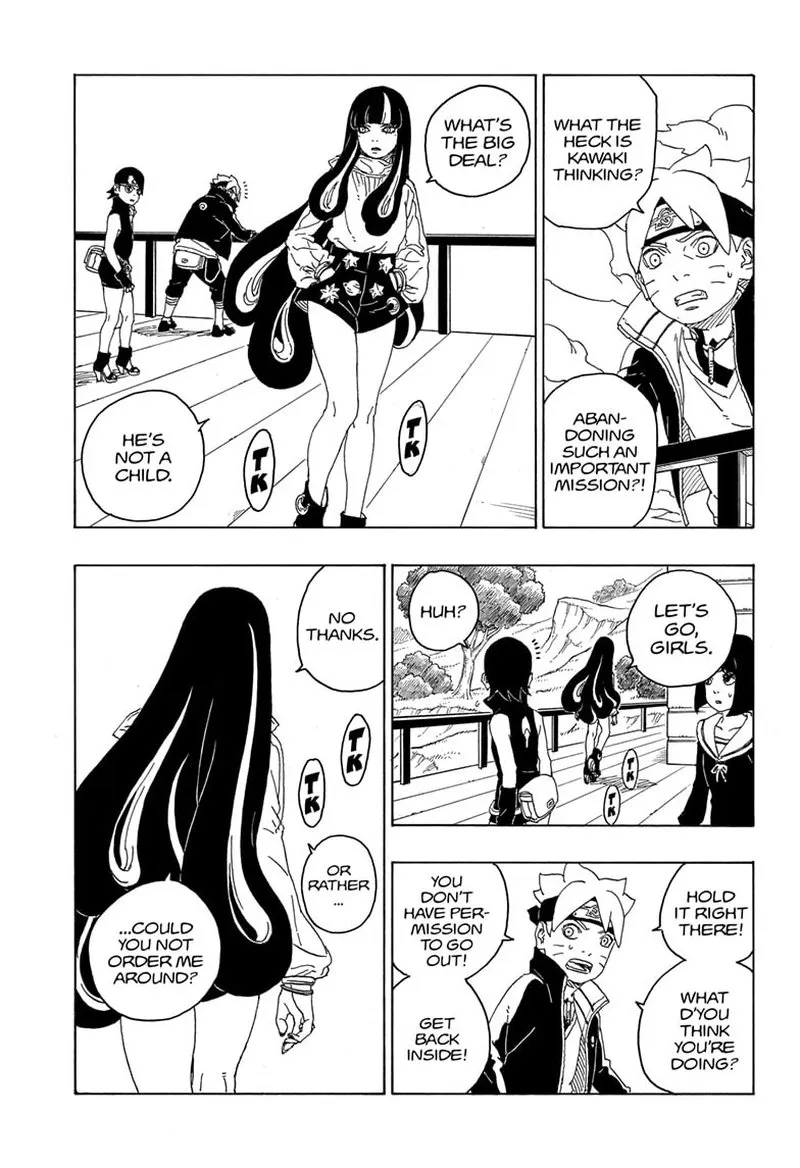 WHAT THE
HECK IS
KAWAKI
THINKING?
ABAN-
DONING
SUCH AN
IMPORTANT
MISSION?!
WHAT'S
THE BIG
DEAL?
HE'S
NOT A
CHILD.
TK
TK
LET'S
GO,
GIRLS.
HUH?
TK
TK
HOLD
IT RIGHT
THERE!
WHAT
D'YOU
THINK
YOU'RE
DOING?
YOU
DON'T
HAVE PER-
MISSION
TO GO
OUT!
GET
BACK
INSIDE!
NO
THANKS.
TK
TK
OR
RATHER
...
...COULD
YOU NOT
ORDER ME
AROUND?